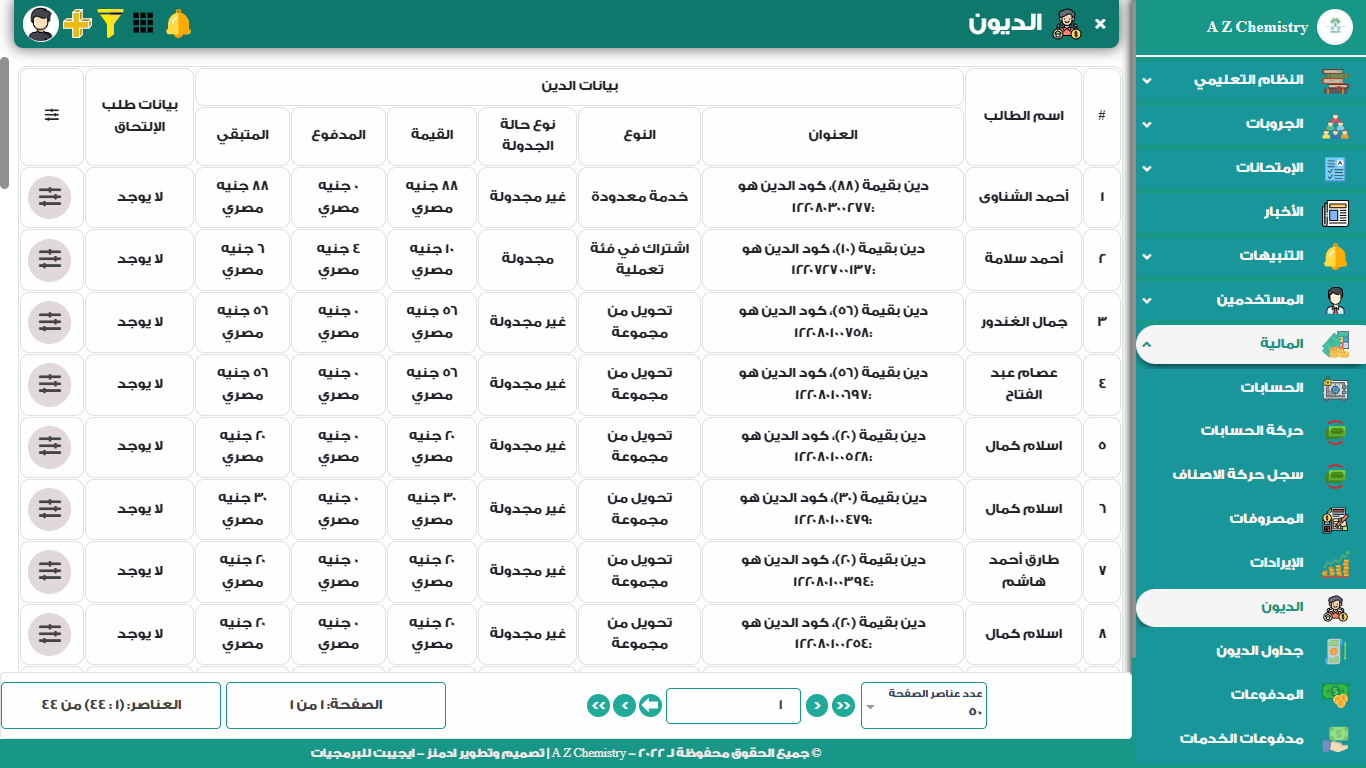 A Z Chemistry
النظام التعليمي
الجروبات
الإمتحانات
الأخبار
التنبيهات
المستخدمين
المالية
الحسابات
حركة الحسابات
سجل حركة الاصناف
المصروفات
الإيرادات
الديون
جداول الديون
المدفوعات
مدفوعات الخدمات
× الديون
# اسم الطالب بيانات الدين بيانات طلب الإلتحاق
العنوان النوع نوع حالة الجدولة القيمة المدفوع المتبقي
١ أحمد الشناوى دين بقيمة (٨٨)، كود الدين هو خدمة معدودة غير مجدولة ٨٨ جنيه ٠ جنيه ٨٨ جنيه لا يوجد
:١٢٢٠٨٠٣٠٠٢٧٧ مصري مصري مصري
٢ أحمد سلامة دين بقيمة (١٠)، كود الدين هو اشتراك في فئة مجدولة ١٠ جنيه ٤ جنيه ٦ جنيه لا يوجد
:١٢٢٠٧٢٧٠٠١٣٧ تعملية مصري مصري مصري
٣ جمال الغندور دين بقيمة (٥٦)، كود الدين هو تحويل من غير مجدولة ٥٦ جنيه ٠ جنيه ٥٦ جنيه لا يوجد
:١٢٢٠٨٠١٠٠٧٥٨ مجموعة مصري مصري مصري
٤ عصام عبد دين بقيمة (٥٦)، كود الدين هو تحويل من غير مجدولة ٥٦ جنيه ٠ جنيه ٥٦ جنيه لا يوجد
الفتاح :١٢٢٠٨٠١٠٠٦٩٧ مجموعة مصري مصري مصري
٥ اسلام كمال دين بقيمة (٢٠)، كود الدين هو تحويل من غير مجدولة ٢٠ جنيه ٠ جنيه ٢٠ جنيه لا يوجد
:١٢٢٠٨٠١٠٠٥٢٨ مجموعة مصري مصري مصري
٦ اسلام كمال دين بقيمة (٣٠)، كود الدين هو تحويل من غير مجدولة ٣٠ جنيه ٠ جنيه ٣٠ جنيه لا يوجد
:١٢٢٠٨٠١٠٠٤٧٩ مجموعة مصري مصري مصري
٧ طارق أحمد دين بقيمة (٢٠)، كود الدين هو تحويل من غير مجدولة ٢٠ جنيه ٠ جنيه ٢٠ جنيه لا يوجد
هاشم :١٢٢٠٨٠١٠٠٣٩٤ مجموعة مصري مصري مصري
٨ اسلام كمال دين بقيمة (٢٠)، كود الدين هو تحويل من غير مجدولة ٢٠ جنيه ٠ جنيه ٢٠ جنيه لا يوجد
:١٢٢٠٨٠١٠٠٢٥٤ مجموعة مصري مصري مصري
عدد عناصر الصفحة
٥٠
١
الصفحة: ١ من ١
العناصر: (١ : ٤٤) من ٤٤
© جميع الحقوق محفوظة لـ ٢٠٢٢ – A Z Chemistry | تصميم وتطوير ادمنز – ايجيبت للبرمجيات